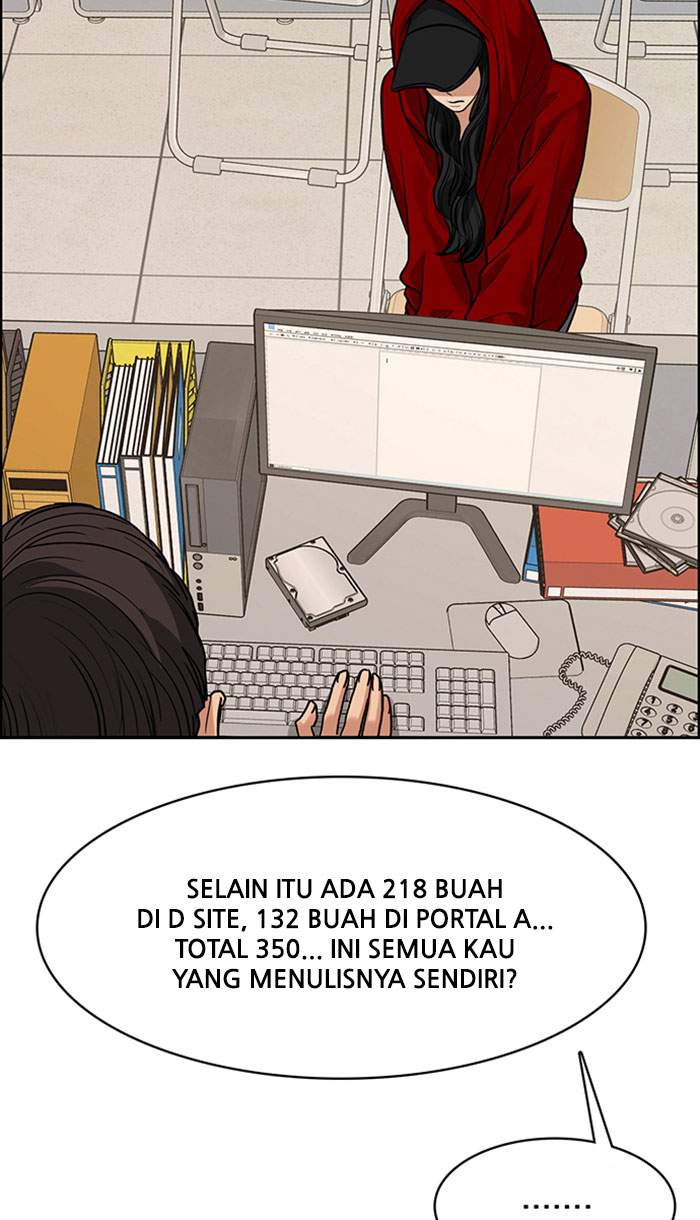 SELAIN ITU ADA 218 BUAH
DI D SITE, 132 BUAH DI PORTAL A...
TOTAL 350... INI SEMUA KAU
YANG MENULISNYA SENDIRI?
.......